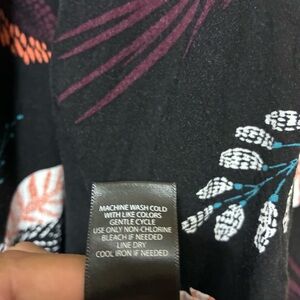 MACHINE WASH COLD
WITH LIKE COLORS
GENTLE CYCLE
USE ONLY NON-CHLORINE
BLEACH IF NEEDED
LINE DRY
COOL IRON IF NEEDED